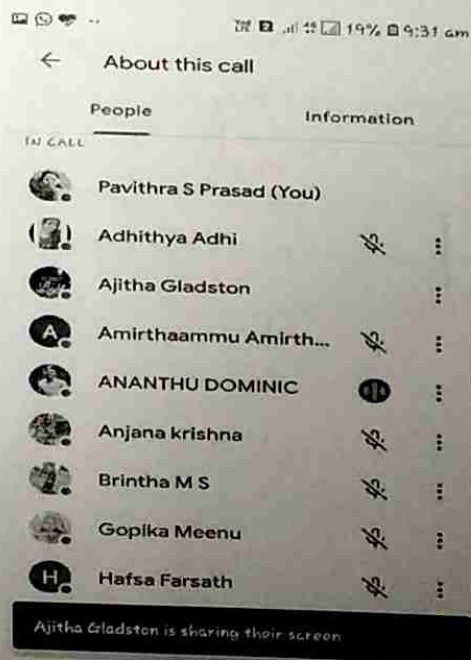 19% 9:31 am
About this call
People Information
IN CALL
Pavithra S Prasad (You)
Adhithya Adhi
Ajitha Gladston
A Amirthaammu Amirth...
ANANTHU DOMINIC
Anjana krishna
Brintha M S
Gopika Meenu
H Hafsa Farsath
Ajitha Gladston is sharing their screen